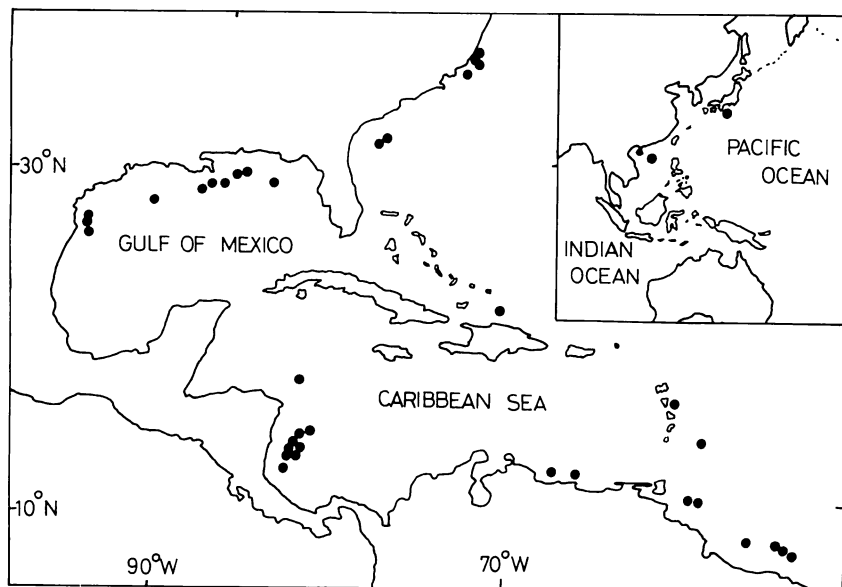 30°N
GULF OF MEXICO
CARIBBEAN SEA
10°N
90°W
70°W
PACIFIC
OCEAN
INDIAN
OCEAN